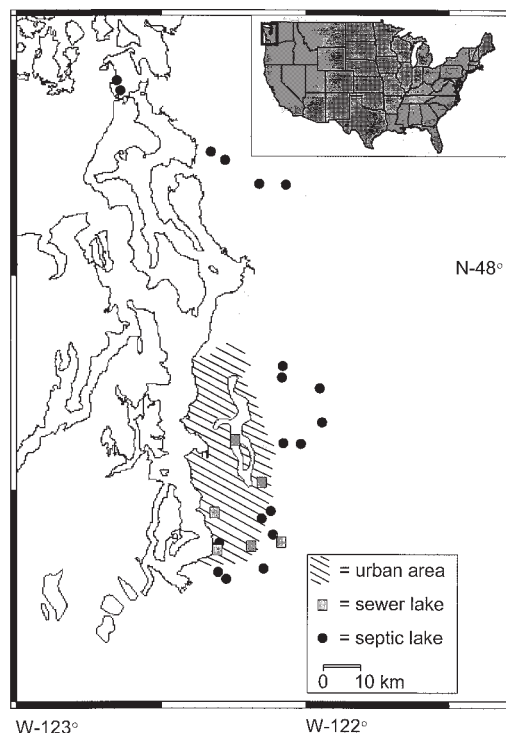 N-48°
= urban area
= sewer lake
= septic lake
0 10 km
W-123°
W-122°